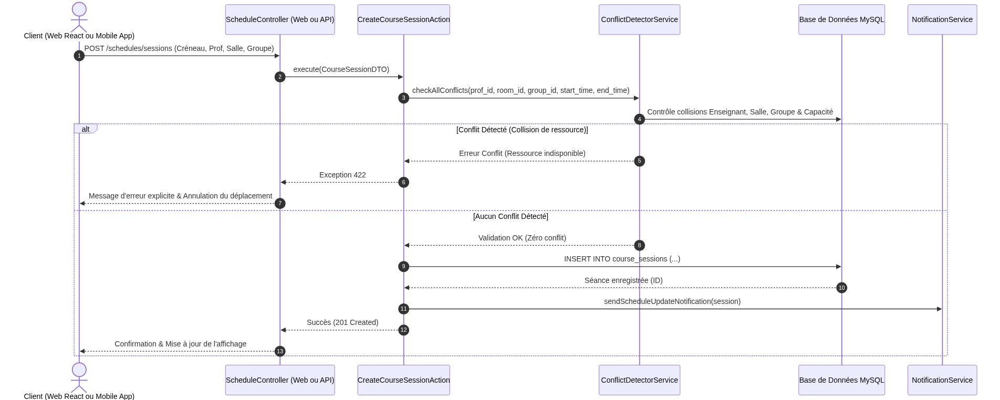 Client (Web React ou Mobile App)
ScheduleController (Web ou API)
CreateCourseSessionAction
ConflictDetectorService
Base de Données MySQL
NotificationService
POST /schedules/sessions (Créneau, Prof, Salle, Groupe)
1
execute(CourseSessionDTO)
2
checkAllConflicts(prof_id, room_id, group_id, start_time, end_time)
3
Contrôle collisions Enseignant, Salle, Groupe & Capacité
4
alt
[Conflit Détecté (Collision de ressource)]
Erreur Conflit (Ressource indisponible)
5
Exception 422
6
Message d'erreur explicite & Annulation du déplacement
7
[Aucun Conflit Détecté]
Validation OK (Zéro conflit)
8
INSERT INTO course_sessions (...)
9
Séance enregistrée (ID)
10
sendScheduleUpdateNotification(session)
11
Succès (201 Created)
12
Confirmation & Mise à jour de l'affichage
13
Client (Web React ou Mobile App)
ScheduleController (Web ou API)
CreateCourseSessionAction
ConflictDetectorService
Base de Données MySQL
NotificationService